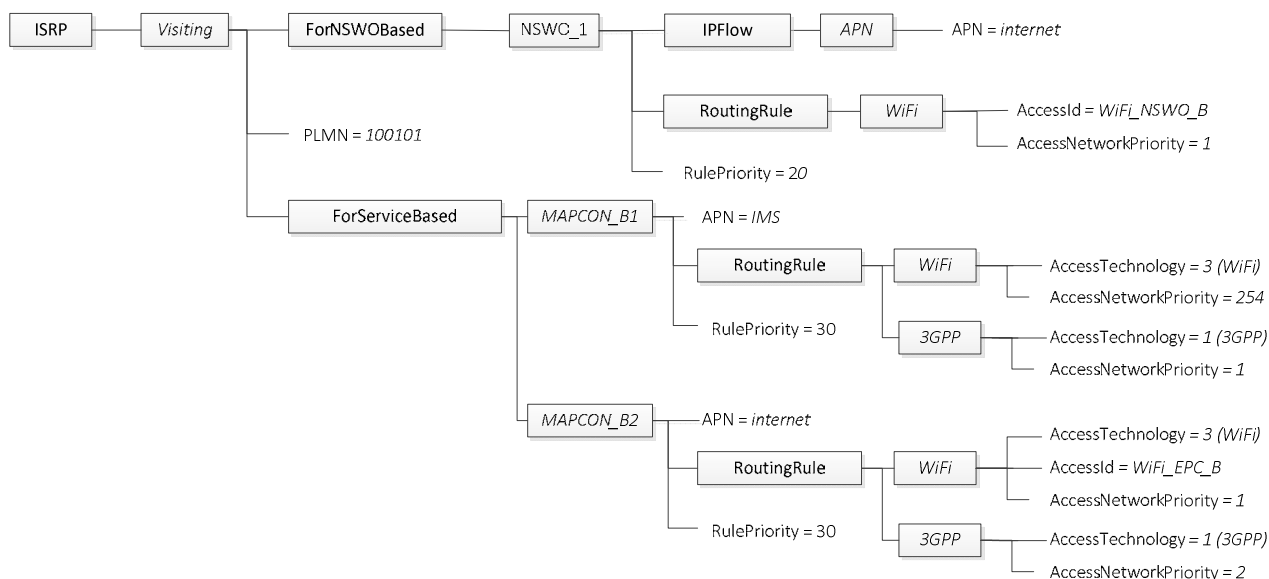 ISRP
Visiting
ForNSWOBased
NSWO_1
IPFlow
APN
APN = internet
RoutingRule
WiFi
AccessId = WiFi_NSWO_B
AccessNetworkPriority = 1
PLMN = 100101
RulePriority = 20
ForServiceBased
MAPCON_B1
APN = IMS
RoutingRule
WiFi
AccessTechnology = 3 (WiFi)
AccessNetworkPriority = 254
RulePriority = 30
3GPP
AccessTechnology = 1 (3GPP)
AccessNetworkPriority = 1
MAPCON_B2
APN = internet
RoutingRule
WiFi
AccessTechnology = 3 (WiFi)
AccessId = WiFi_EPC_B
AccessNetworkPriority = 1
RulePriority = 30
3GPP
AccessTechnology = 1 (3GPP)
AccessNetworkPriority = 2